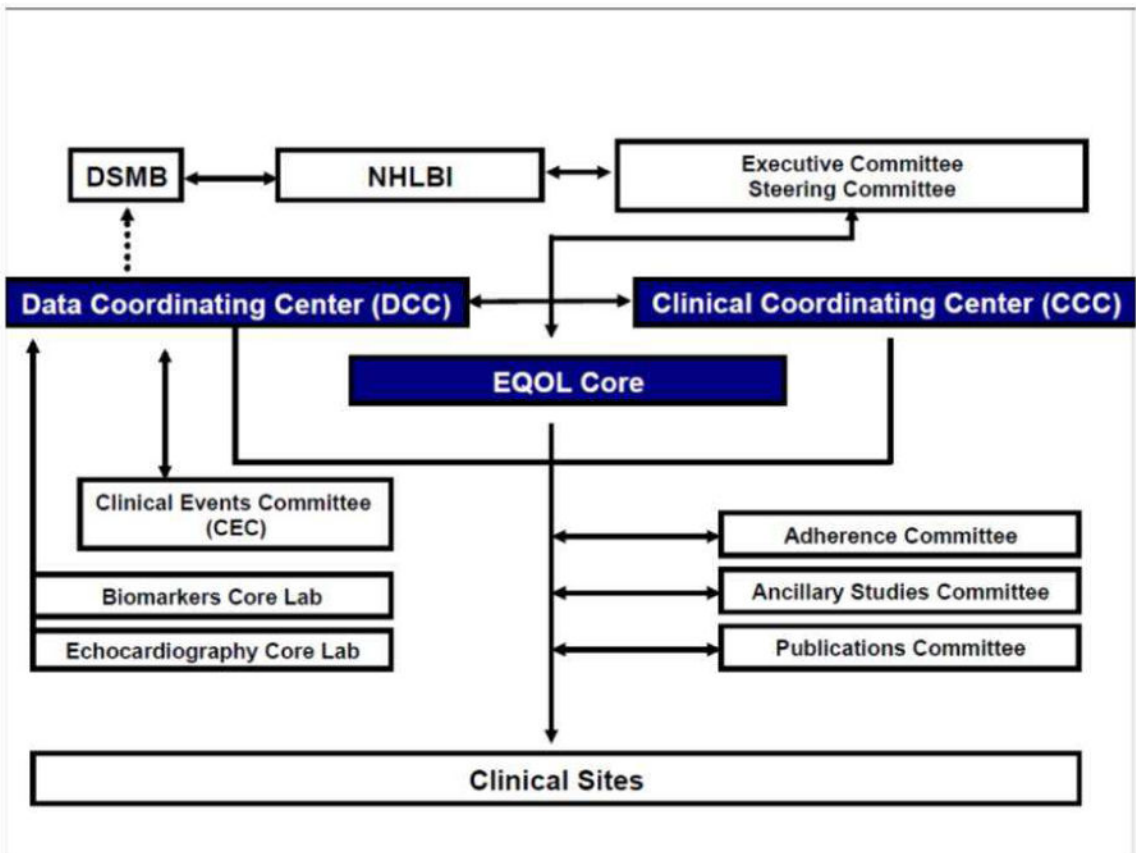 DSMB
NHLBI
Executive Committee
Steering Committee
Data Coordinating Center (DCC)
Clinical Coordinating Center (CCC)
EQOL Core
Clinical Events Committee
(CEC)
Adherence Committee
Biomarkers Core Lab
Ancillary Studies Committee
Echocardiography Core Lab
Publications Committee
Clinical Sites